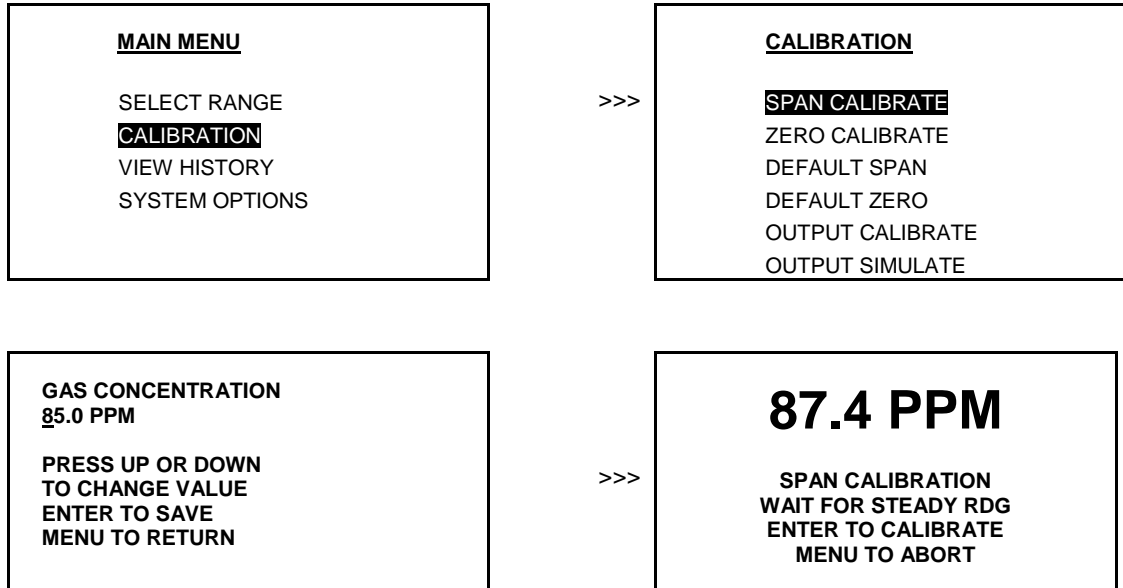 MAIN MENU
SELECT RANGE
CALIBRATION
VIEW HISTORY
SYSTEM OPTIONS
>>>
CALIBRATION
SPAN CALIBRATE
ZERO CALIBRATE
DEFAULT SPAN
DEFAULT ZERO
OUTPUT CALIBRATE
OUTPUT SIMULATE
GAS CONCENTRATION
85.0 PPM
PRESS UP OR DOWN
TO CHANGE VALUE
ENTER TO SAVE
MENU TO RETURN
>>>
87.4 PPM
SPAN CALIBRATION
WAIT FOR STEADY RDG
ENTER TO CALIBRATE
MENU TO ABORT